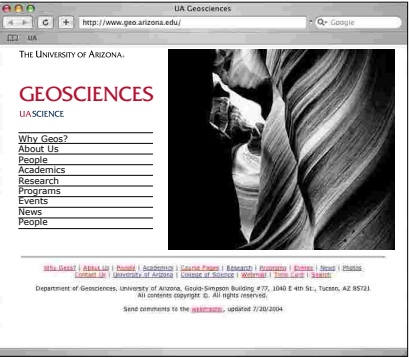 UA Geosciences
http://www.geo.arizona.edu/
Google
UA
THE UNIVERSITY OF ARIZONA.
GEOSCIENCES
UASCIENCE
Why Geos?
About Us
People
Academics
Research
Programs
Events
News
People
Why Geos? | About Us | People | Academics | Course Pages | Research | Programs | Events | News | Photos
Contact Us | University of Arizona | College of Science | Webmail | Time Card | Search
Department of Geosciences, University of Arizona, Gould-Simpson Building #77, 1040 E 4th St., Tucson, AZ 85721
All contents copyright ©. All rights reserved.
Send comments to the webmaster, updated 7/20/2004